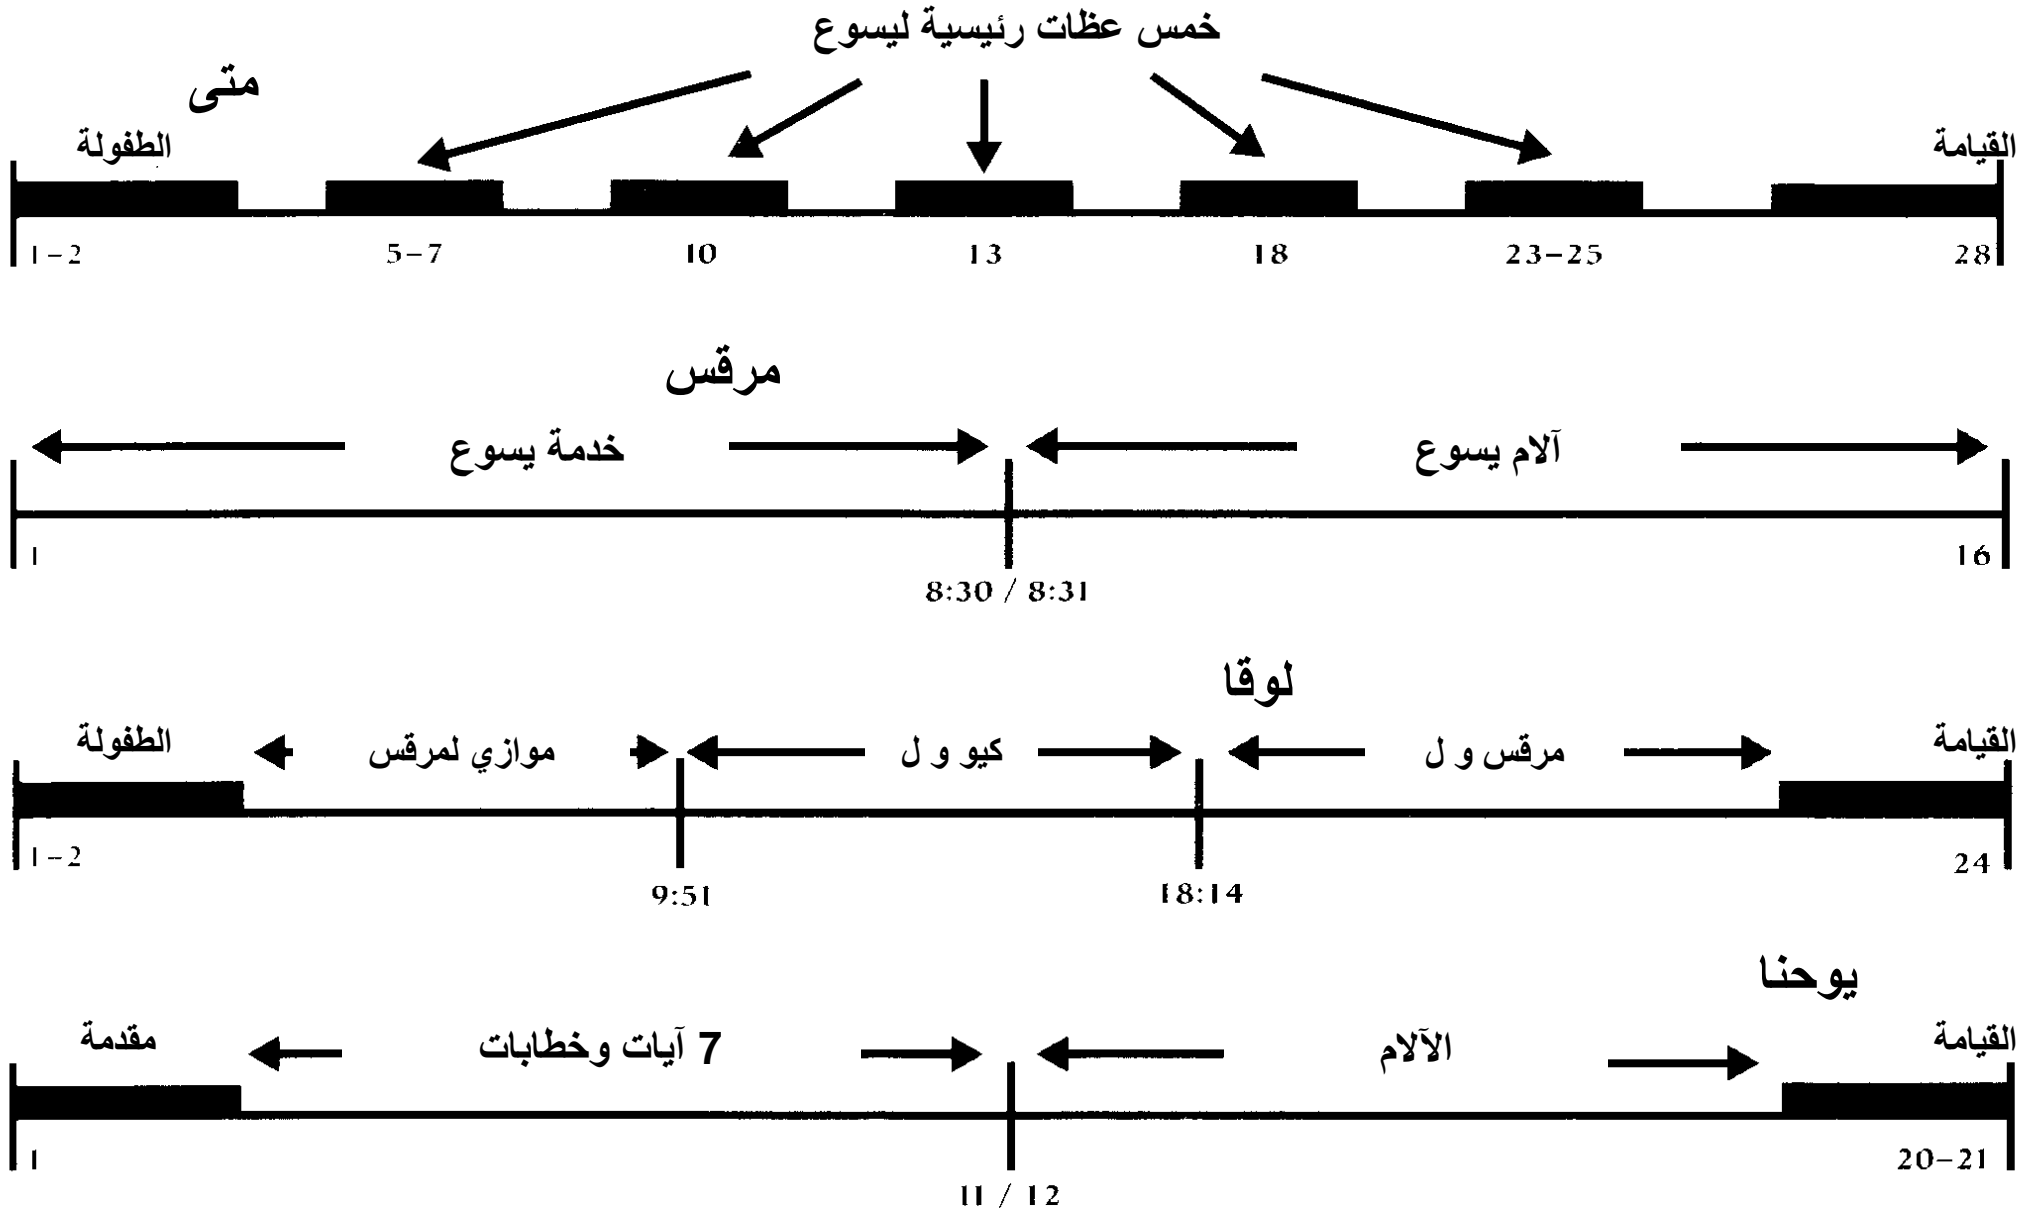 خمس عظات رئيسية ليسوع
متى
الطفولة
القيامة
1-2
5-7
10
13
18
23-25
28
مرقس
خدمة يسوع
آلام يسوع
1
8:30 / 8:31
16
لوقا
الطفولة
موازي لمرقس
كيو و ل
مرقس و ل
القيامة
1-2
9:51
18:14
24
يوحنا
مقدمة
7 آيات وخطابات
الآلام
القيامة
1
11 / 12
20-21